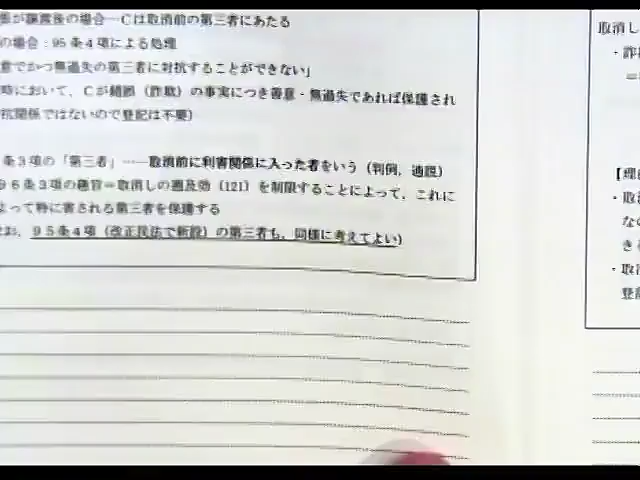 が譲渡後の場合…Cは取消前の第三者にあたる
の場合：95条4項による処理
意でかつ無過失の第三者に対抗することができない」
時において、Cが錯誤（詐欺）の事実につき善意・無過失であれば保護され
抗関係ではないので登記は不要）
条3項の「第三者」……取消前に利害関係に入った者をいう（判例、通説）
96条3項の趣旨＝取消しの遡及効（121）を制限することによって、これに
よって特に害される第三者を保護する
なお、95条4項（改正民法で新設）の第三者も、同様に考えてよい）
取消し
・詐
＝
【理
・取消
なの
きる
・取消
登記